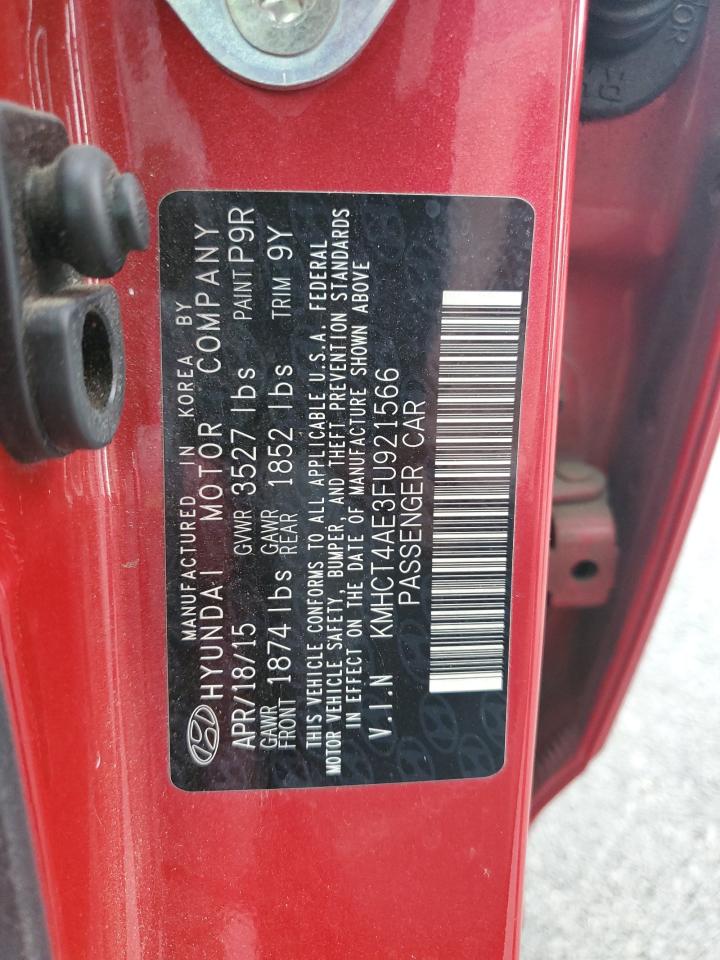 MANUFACTURED IN KOREA BY
HYUNDAI MOTOR COMPANY
APR/18/15 GVWR 3527 lbs PAINT P9R
GAWR FRONT 1874 lbs GAWR REAR 1852 lbs TRIM 9Y
THIS VEHICLE CONFORMS TO ALL APPLICABLE U.S.A. FEDERAL
MOTOR VEHICLE SAFETY, BUMPER, AND THEFT PREVENTION STANDARDS
IN EFFECT ON THE DATE OF MANUFACTURE SHOWN ABOVE
V.I.N KMHCT4AE3FU921566
PASSENGER CAR